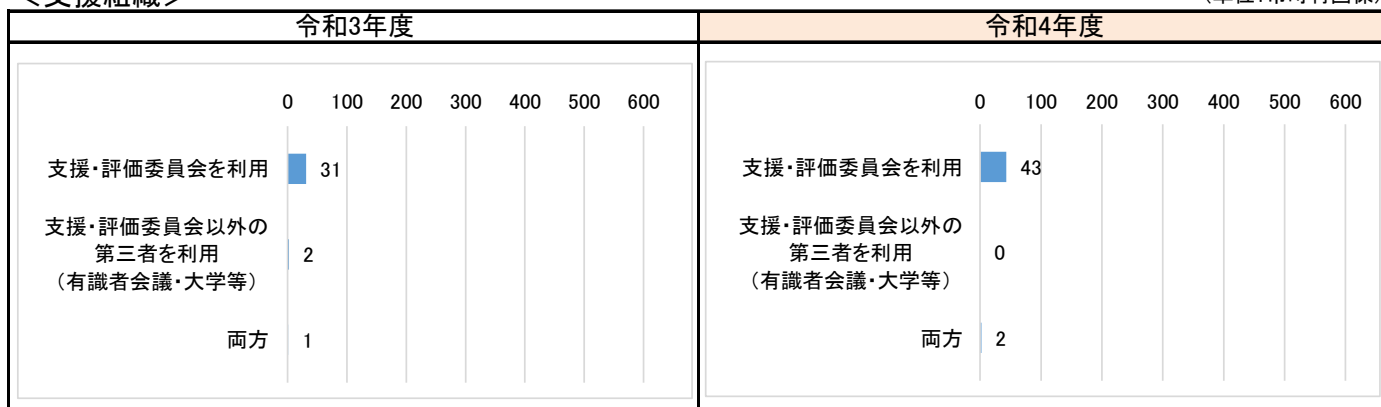 令和3年度
令和4年度
0 100 200 300 400 500 600
支援・評価委員会を利用 31
支援・評価委員会以外の
第三者を利用 2
（有識者会議・大学等）
両方 1
0 100 200 300 400 500 600
支援・評価委員会を利用 43
支援・評価委員会以外の
第三者を利用 0
（有識者会議・大学等）
両方 2